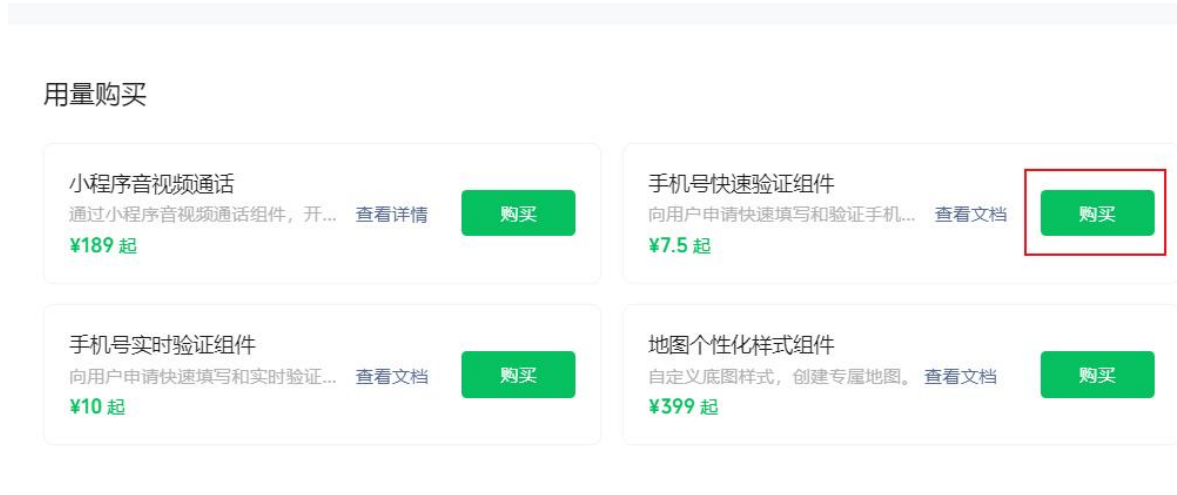 用量购买
小程序音视频通话
通过小程序音视频通话组件，开... 查看详情
购买
¥189 起
手机号快速验证组件
向用户申请快速填写和验证手机... 查看文档
购买
¥7.5 起
手机号实时验证组件
向用户申请快速填写和实时验证... 查看文档
购买
¥10 起
地图个性化样式组件
自定义底图样式，创建专属地图。 查看文档
购买
¥399 起